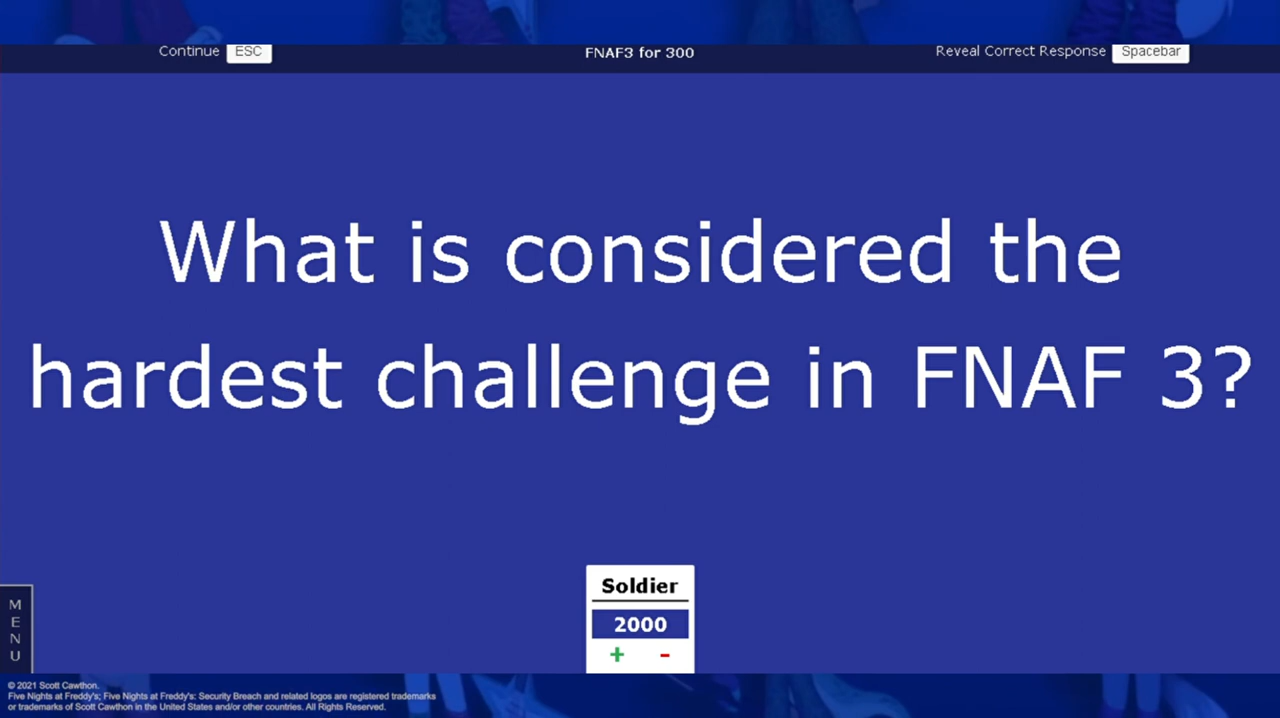 Continue ESC FNAF3 for 300 Reveal Correct Response Spacebar
What is considered the
hardest challenge in FNAF 3?
Soldier
2000
+ -
MENU
© 2021 Scott Cawthon.
Five Nights at Freddy's; Five Nights at Freddy's: Security Breach and related logos are registered trademarks
or trademarks of Scott Cawthon in the United States and/or other countries. All Rights Reserved.